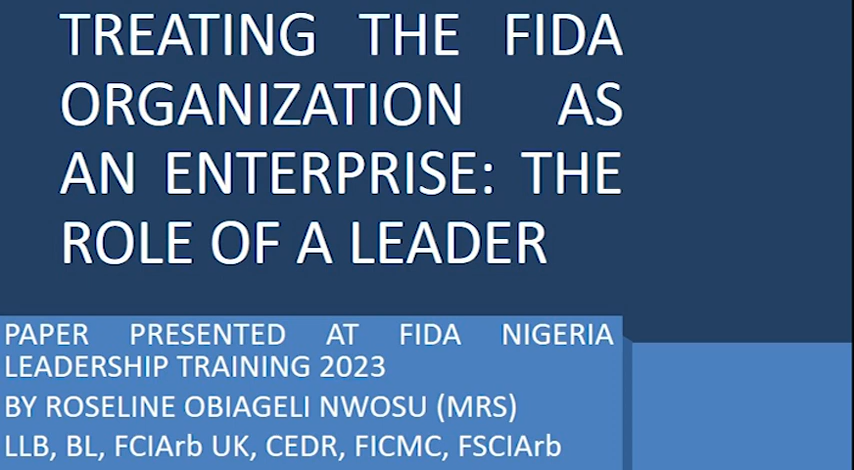 TREATING THE FIDA
ORGANIZATION AS
AN ENTERPRISE: THE
ROLE OF A LEADER
PAPER PRESENTED AT FIDA NIGERIA
LEADERSHIP TRAINING 2023
BY ROSELINE OBIAGELI NWOSU (MRS)
LLB, BL, FCIArb UK, CEDR, FICMC, FSCIArb